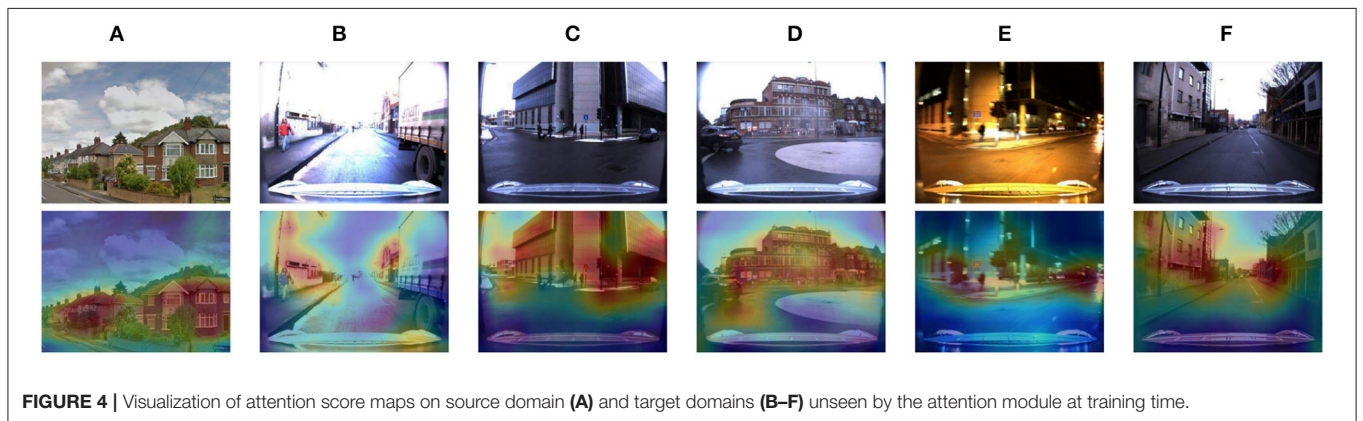 A B C D E F
FIGURE 4 | Visualization of attention score maps on source domain (A) and target domains (B–F) unseen by the attention module at training time.